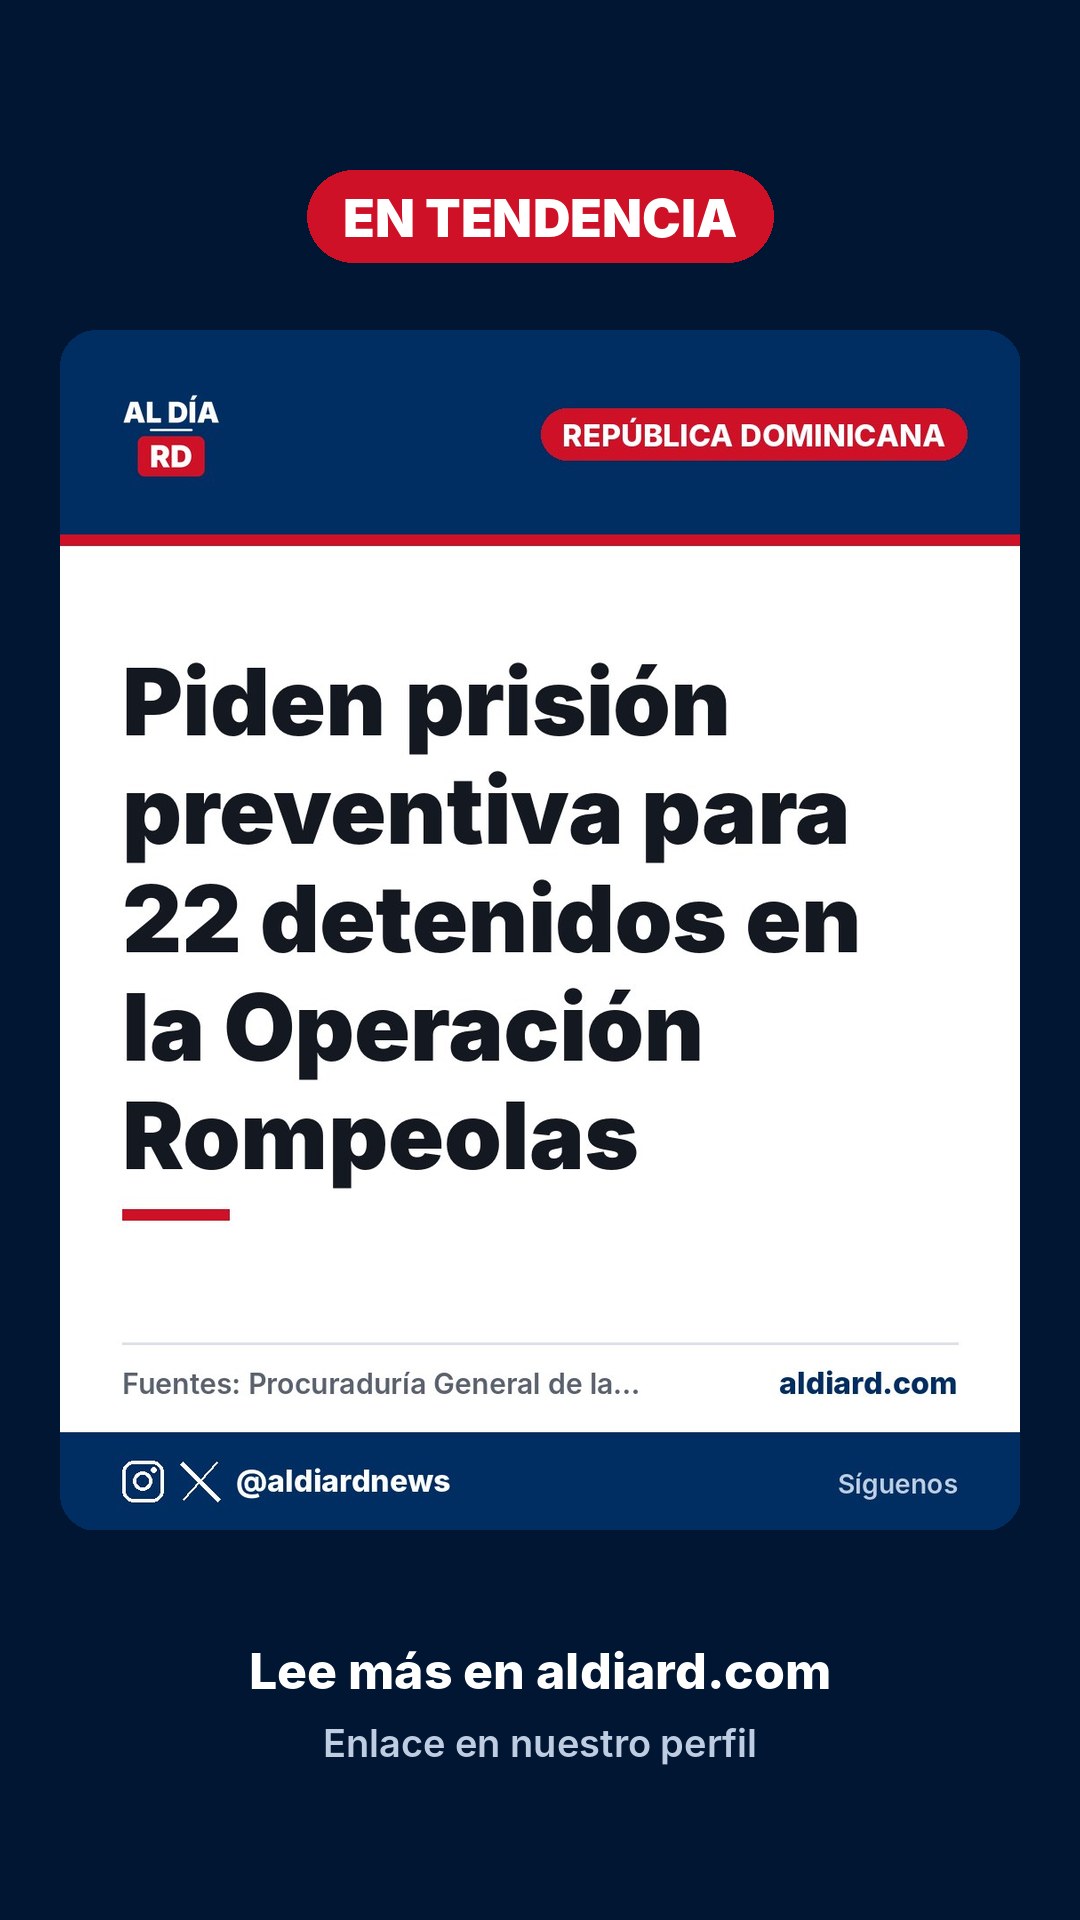 EN TENDENCIA
AL DÍA
RD
REPÚBLICA DOMINICANA
Piden prisión
preventiva para
22 detenidos en
la Operación
Rompeolas
Fuentes: Procuraduría General de la...
aldiard.com
@aldiardnews
Síguenos
Lee más en aldiard.com
Enlace en nuestro perfil